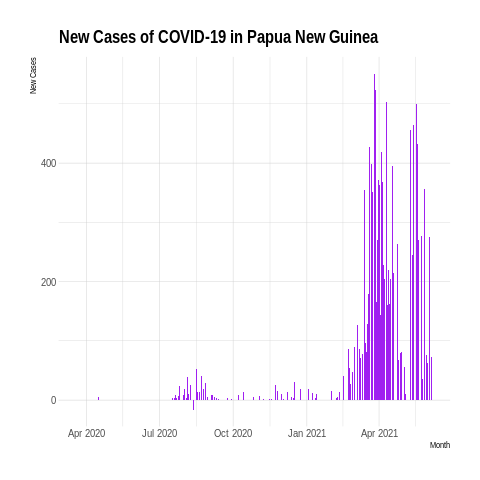 New Cases of COVID-19 in Papua New Guinea
New Cases
400
200
0
Apr 2020 Jul 2020 Oct 2020 Jan 2021 Apr 2021
Month